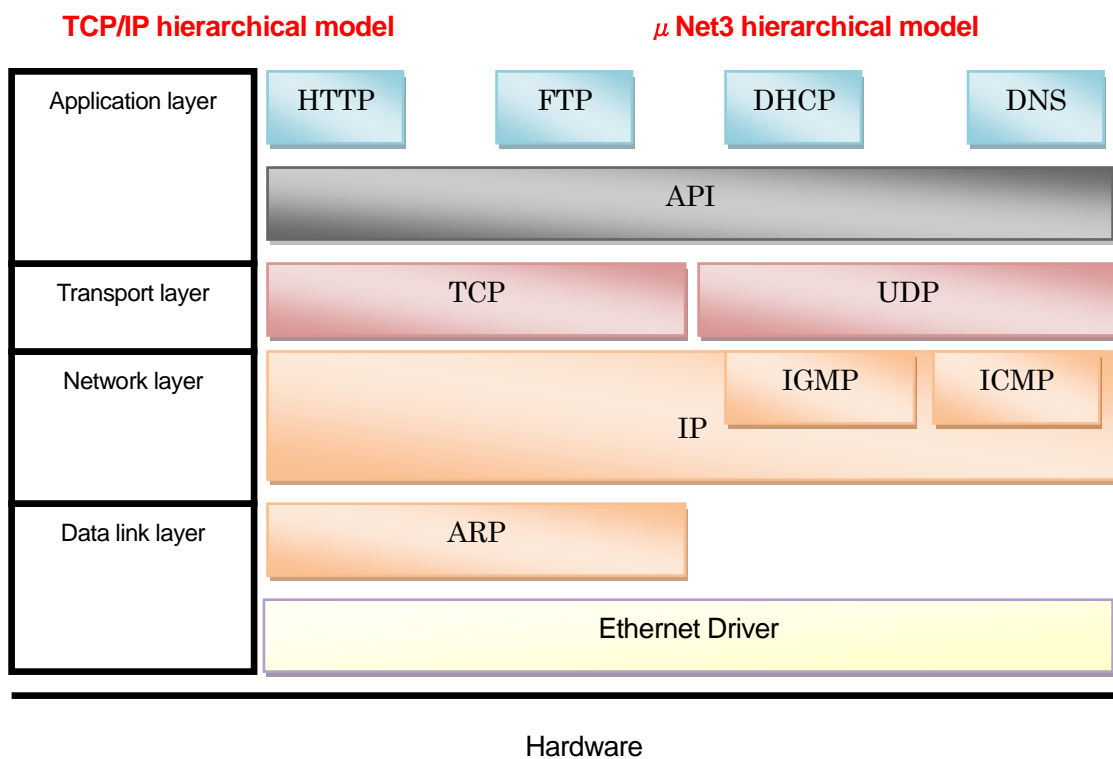 TCP/IP hierarchical model
μ Net3 hierarchical model
Application layer
HTTP
FTP
DHCP
DNS
API
Transport layer
TCP
UDP
Network layer
IGMP
ICMP
IP
Data link layer
ARP
Ethernet Driver
Hardware